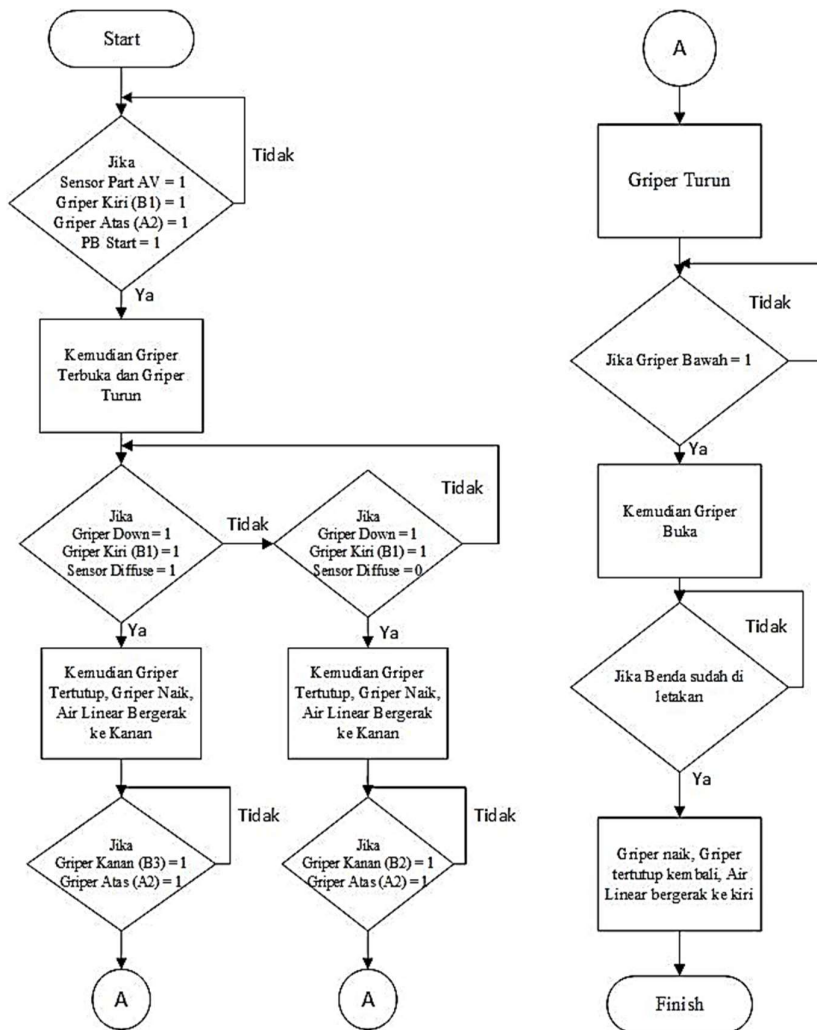 Start
Jika
Sensor Part AV = 1
Griper Kiri (B1) = 1
Griper Atas (A2) = 1
PB Start = 1
Tidak
Ya
Kemudian Griper
Terbuka dan Griper
Turun
Jika
Griper Down = 1
Griper Kiri (B1) = 1
Sensor Diffuse = 1
Tidak
Jika
Griper Down = 1
Griper Kiri (B1) = 1
Sensor Diffuse = 0
Tidak
Ya
Ya
Kemudian Griper
Tertutup, Griper Naik,
Air Linear Bergerak
ke Kanan
Kemudian Griper
Tertutup, Griper Naik,
Air Linear Bergerak
ke Kanan
Jika
Griper Kanan (B3) = 1
Griper Atas (A2) = 1
Tidak
Jika
Griper Kanan (B2) = 1
Griper Atas (A2) = 1
Tidak
A
A
A
Griper Turun
Tidak
Jika Griper Bawah = 1
Ya
Kemudian Griper
Buka
Tidak
Jika Benda sudah di
letakan
Ya
Griper naik, Griper
tertutup kembali, Air
Linear bergerak ke kiri
Finish